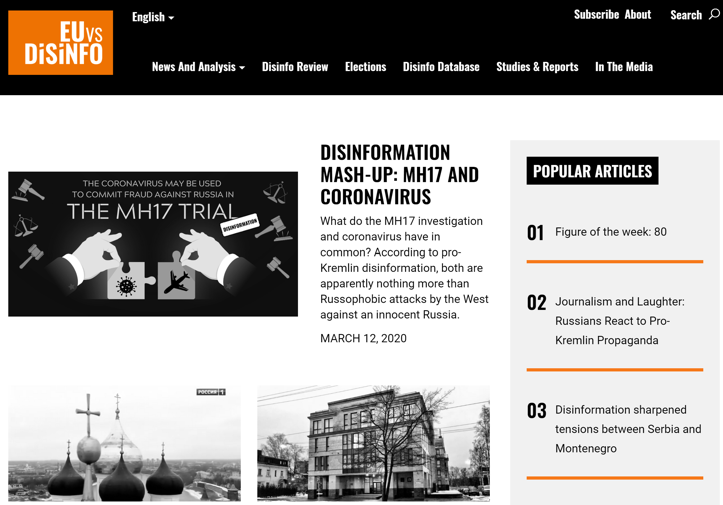 EUvs
DiSiNFO
English
Subscribe About
Search
News And Analysis
Disinfo Review
Elections
Disinfo Database
Studies & Reports
In The Media
THE CORONAVIRUS MAY BE USED
TO COMMIT FRAUD AGAINST RUSSIA IN
THE MH17 TRIAL
DISINFORMATION
DISINFORMATION
MASH-UP: MH17 AND
CORONAVIRUS
What do the MH17 investigation
and coronavirus have in
common? According to pro-
Kremlin disinformation, both are
apparently nothing more than
Russophobic attacks by the West
against an innocent Russia.
MARCH 12, 2020
РОССИЯ 1
POPULAR ARTICLES
01 Figure of the week: 80
02 Journalism and Laughter:
Russians React to Pro-
Kremlin Propaganda
03 Disinformation sharpened
tensions between Serbia and
Montenegro